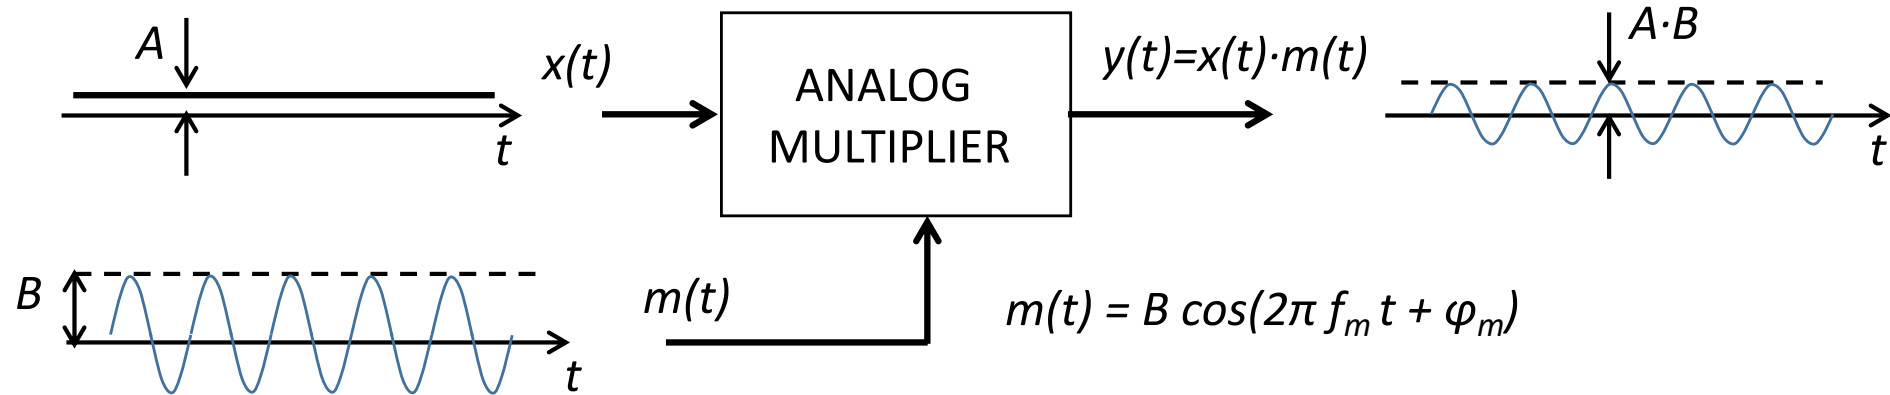 A
t
x(t)
ANALOG
MULTIPLIER
y(t)=x(t)·m(t)
A·B
t
B
t
m(t)
m(t) = B cos(2π fₘ t + φₘ)